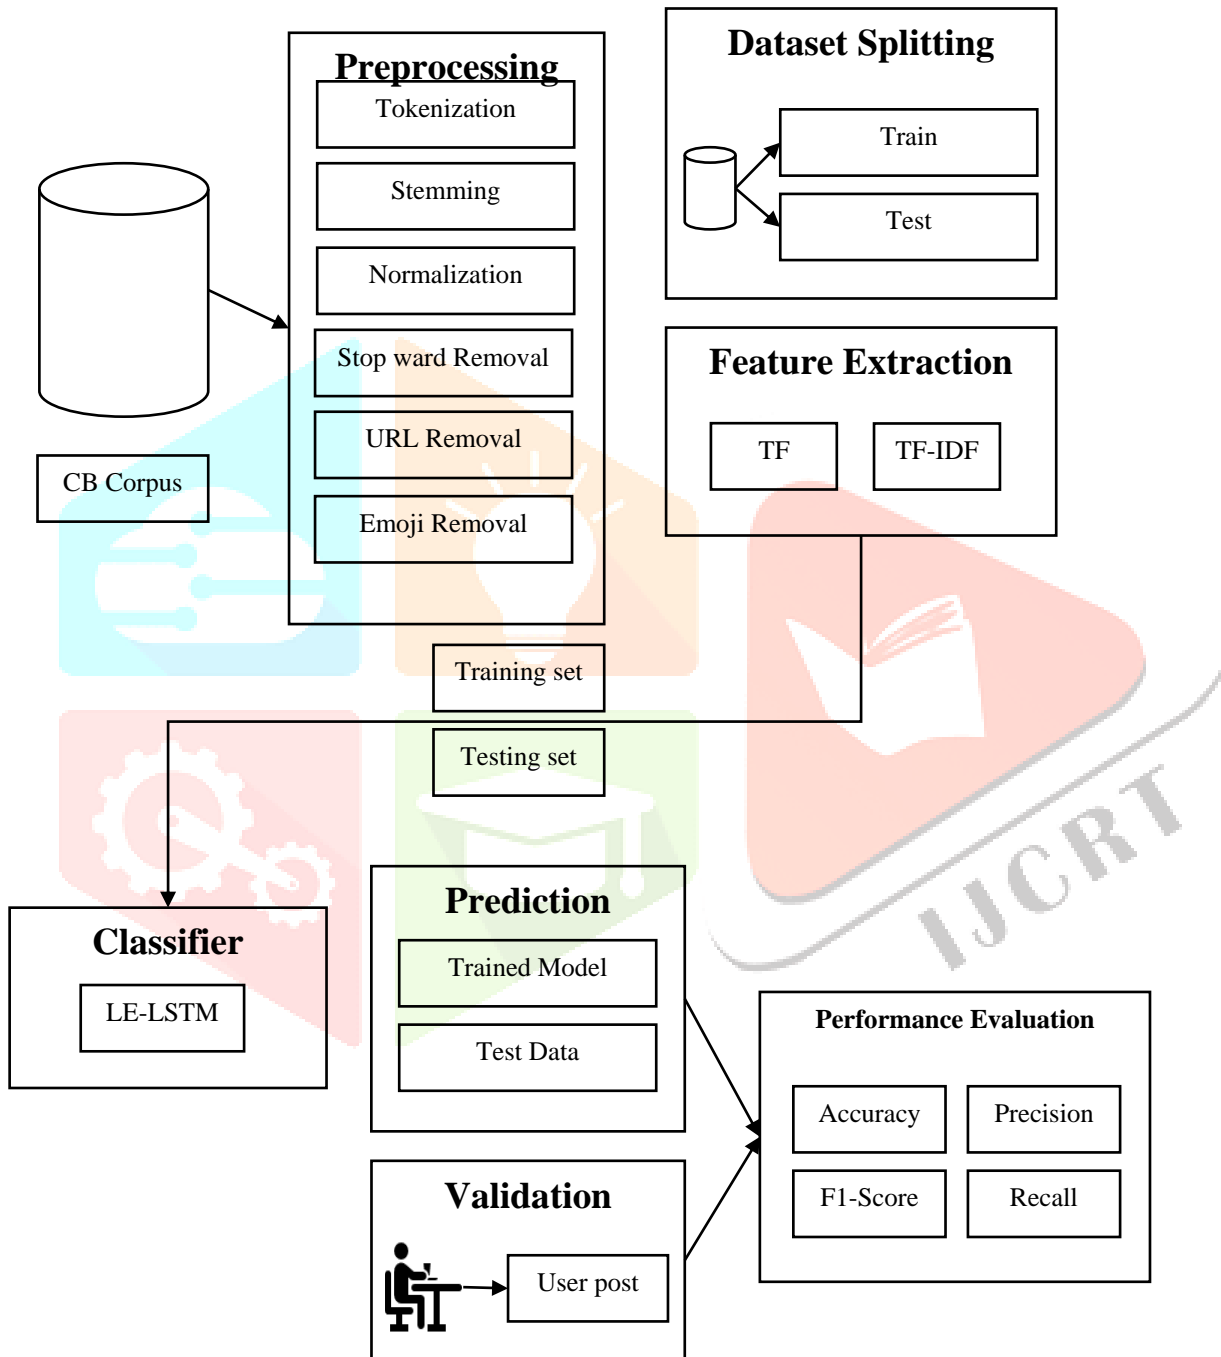 Preprocessing
Tokenization
Stemming
Normalization
Stop ward Removal
URL Removal
Emoji Removal
CB Corpus
Dataset Splitting
Train
Test
Feature Extraction
TF
TF-IDF
Training set
Testing set
Classifier
LE-LSTM
Prediction
Trained Model
Test Data
Validation
User post
Performance Evaluation
Accuracy
Precision
F1-Score
Recall
IJCRT